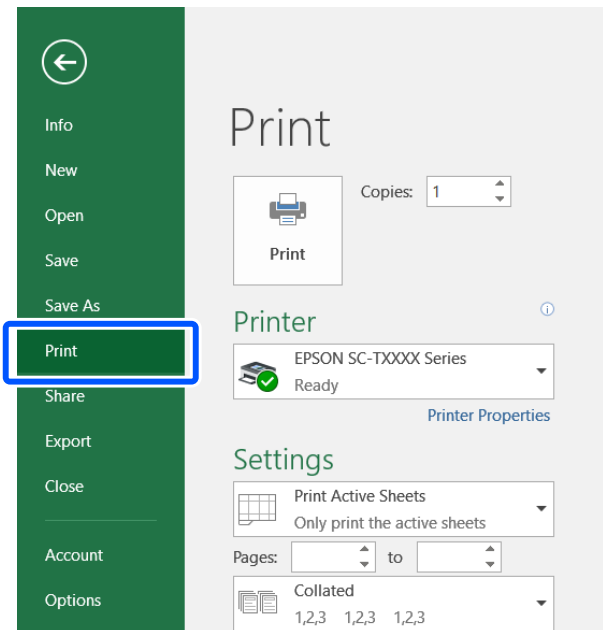 Info
New
Open
Save
Save As
Print
Share
Export
Close
Account
Options
Print
Print
Copies: 1
Printer
EPSON SC-TXXXX Series
Ready
Printer Properties
Settings
Print Active Sheets
Only print the active sheets
Pages: to
Collated
1,2,3 1,2,3 1,2,3